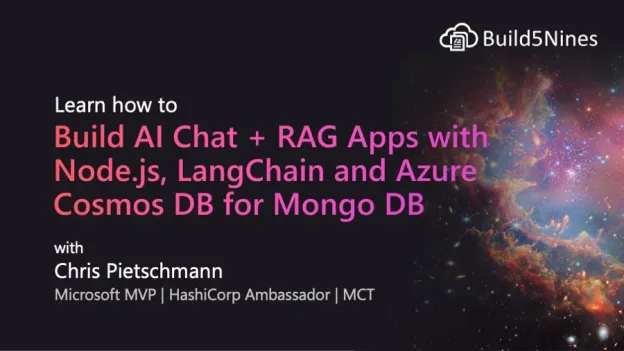 Build5Nines
Learn how to
Build AI Chat + RAG Apps with
Node.js, LangChain and Azure
Cosmos DB for Mongo DB
with
Chris Pietschmann
Microsoft MVP | HashiCorp Ambassador | MCT